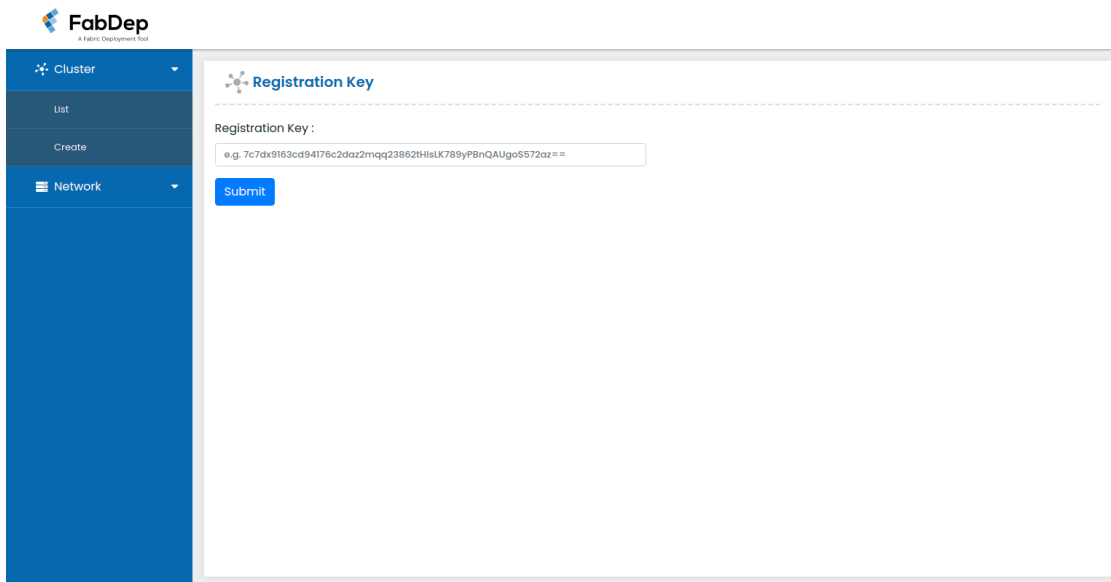 FabDep
A Fabric Deployment Tool
Cluster
List
Create
Network
Registration Key
Registration Key :
e.g. 7c7dx9163cd94176c2daz2mqq23862tHisLK789yPBnQAUgoS572az==
Submit